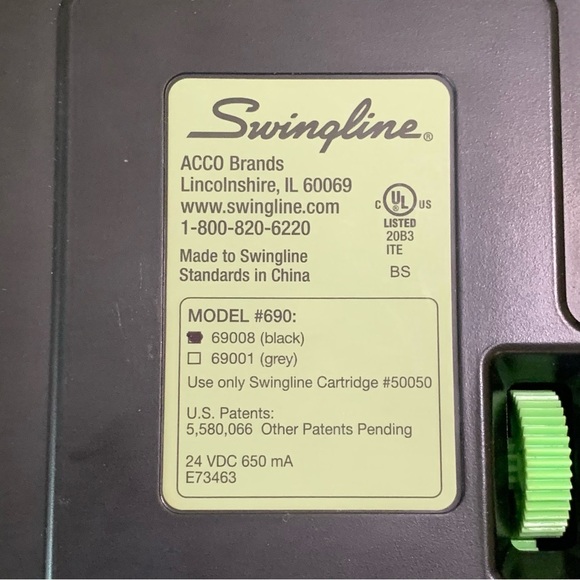 Swingline®
ACCO Brands
Lincolnshire, IL 60069
www.swingline.com
1-800-820-6220
C UL ® US
LISTED
20B3
ITE
BS
Made to Swingline
Standards in China
MODEL #690:
69008 (black)
69001 (grey)
Use only Swingline Cartridge #50050
U.S. Patents:
5,580,066 Other Patents Pending
24 VDC 650 mA
E73463